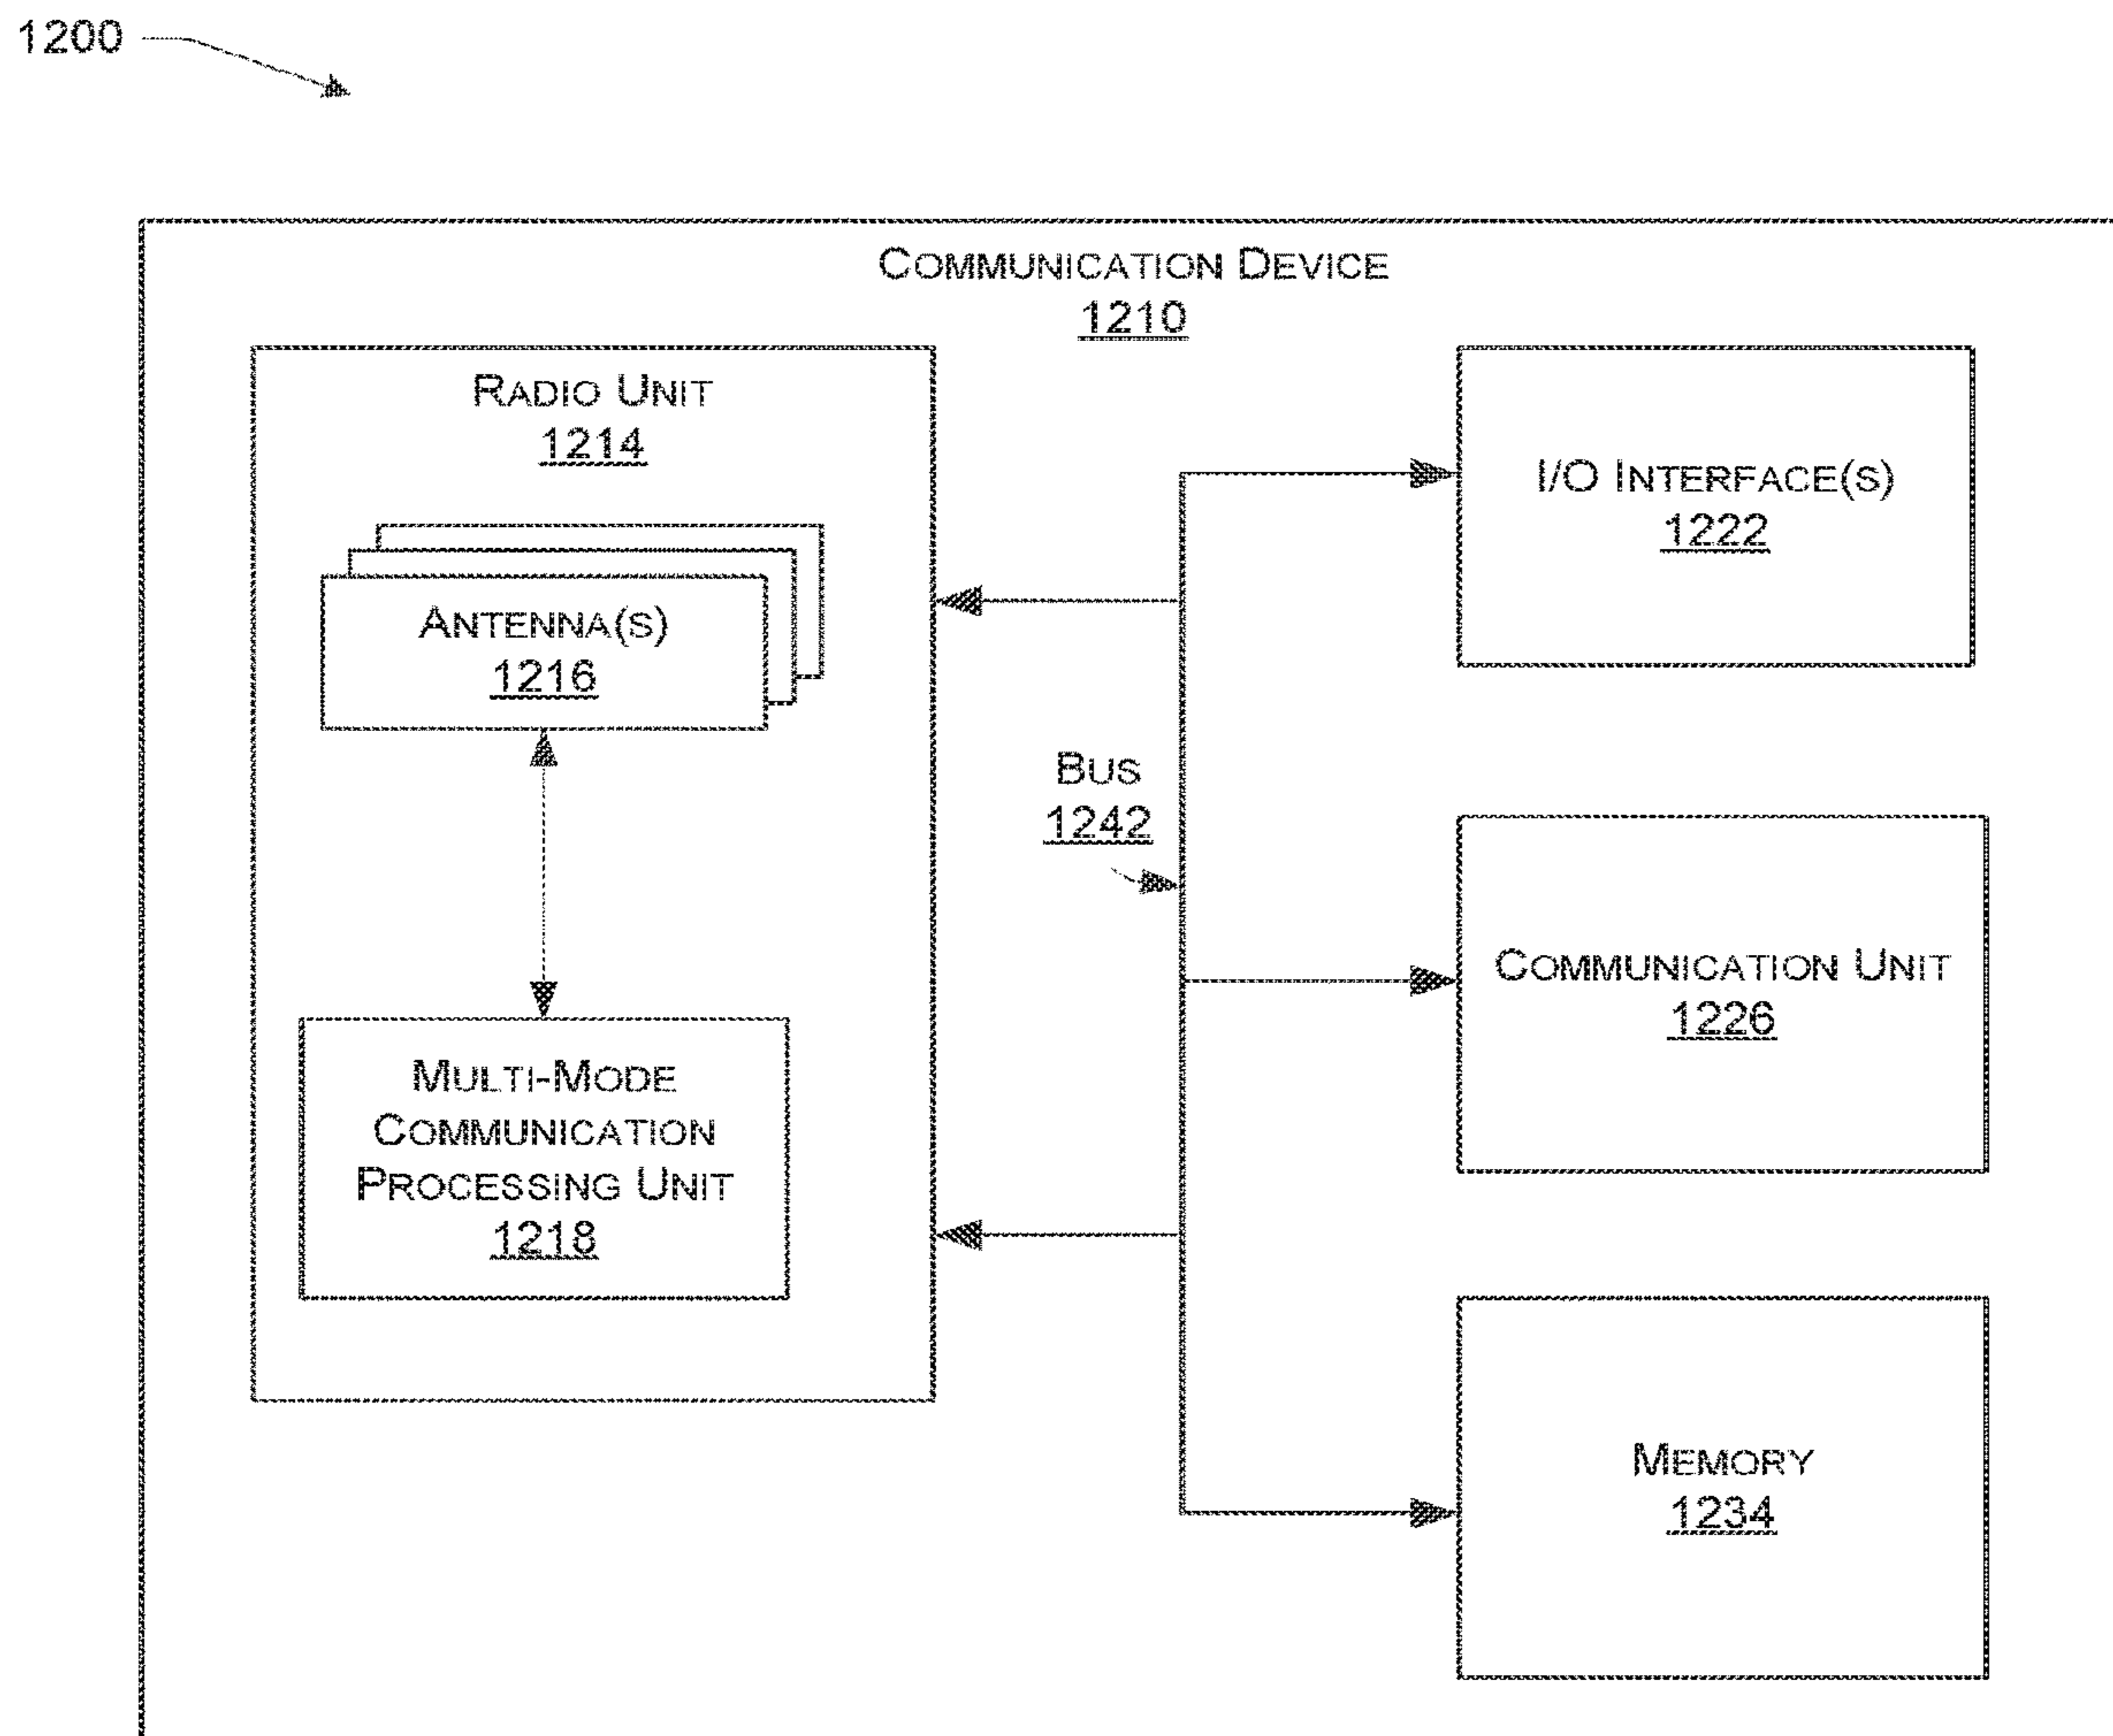 1200
COMMUNICATION DEVICE
1210
RADIO UNIT
1214
ANTENNA(S)
1216
MULTI-MODE
COMMUNICATION
PROCESSING UNIT
1218
BUS
1242
I/O INTERFACE(S)
1222
COMMUNICATION UNIT
1226
MEMORY
1234